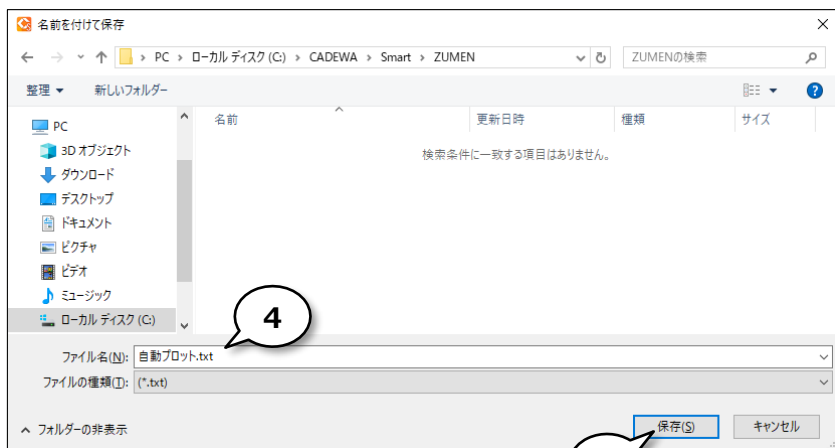 名前を付けて保存
PC › ローカル ディスク (C:) › CADEWA › Smart › ZUMEN
ZUMENの検索
整理 新しいフォルダー
名前 更新日時 種類 サイズ
検索条件に一致する項目はありません。
PC
3D オブジェクト
ダウンロード
デスクトップ
ドキュメント
ピクチャ
ビデオ
ミュージック
ローカル ディスク (C:)
4
ファイル名(N): 自動プロット.txt
ファイルの種類(T): (*.txt)
フォルダーの非表示
保存(S) キャンセル